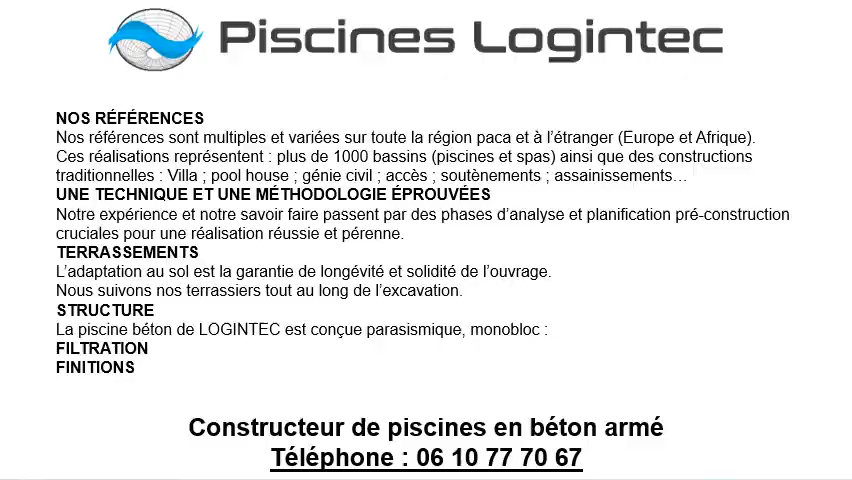 Piscines Logintec
NOS RÉFÉRENCES
Nos références sont multiples et variées sur toute la région paca et à l’étranger (Europe et Afrique).
Ces réalisations représentent : plus de 1000 bassins (piscines et spas) ainsi que des constructions
traditionnelles : Villa ; pool house ; génie civil ; accès ; soutènements ; assainissements…
UNE TECHNIQUE ET UNE MÉTHODOLOGIE ÉPROUVÉES
Notre expérience et notre savoir faire passent par des phases d’analyse et planification pré-construction
cruciales pour une réalisation réussie et pérenne.
TERRASSEMENTS
L’adaptation au sol est la garantie de longévité et solidité de l’ouvrage.
Nous suivons nos terrassiers tout au long de l’excavation.
STRUCTURE
La piscine béton de LOGINTEC est conçue parasismique, monobloc :
FILTRATION
FINITIONS
Constructeur de piscines en béton armé
Téléphone : 06 10 77 70 67